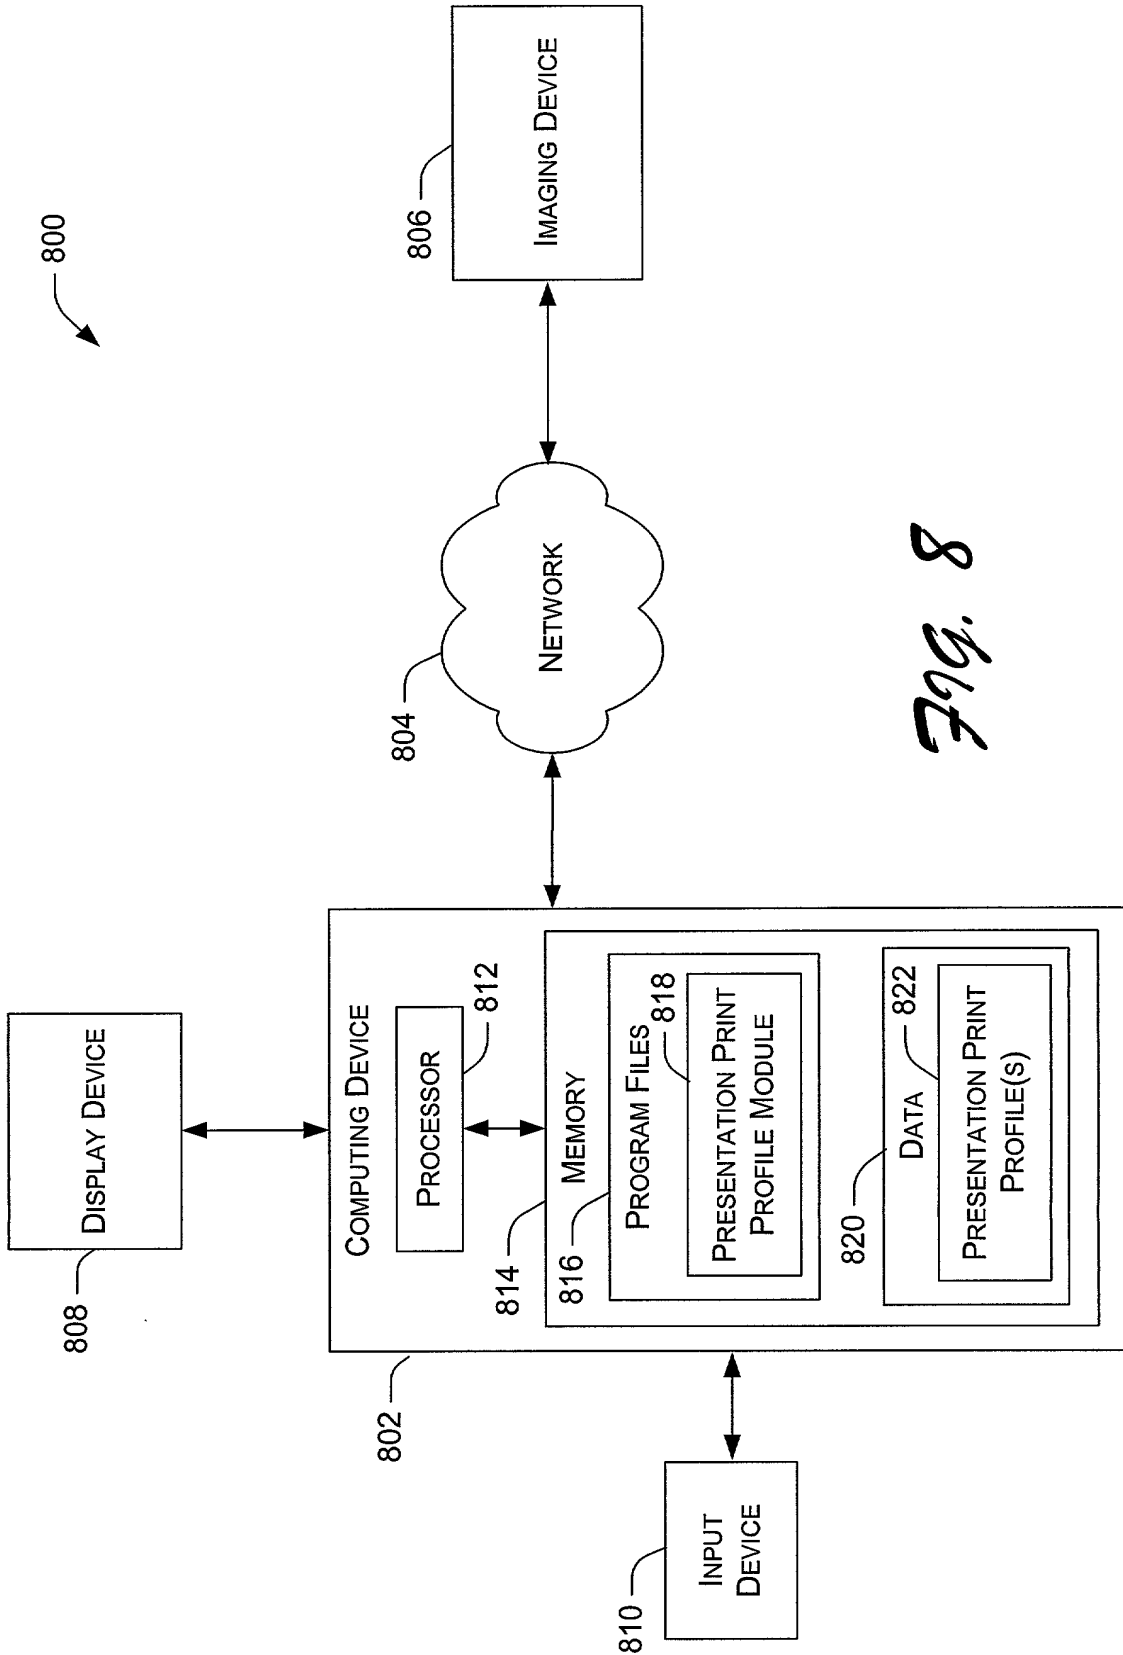 800
DISPLAY DEVICE
808
COMPUTING DEVICE
802
PROCESSOR
812
MEMORY
814
PROGRAM FILES
816
PRESENTATION PRINT
PROFILE MODULE
818
DATA
820
PRESENTATION PRINT
PROFILE(S)
822
INPUT
DEVICE
810
NETWORK
804
IMAGING DEVICE
806
FIG. 8